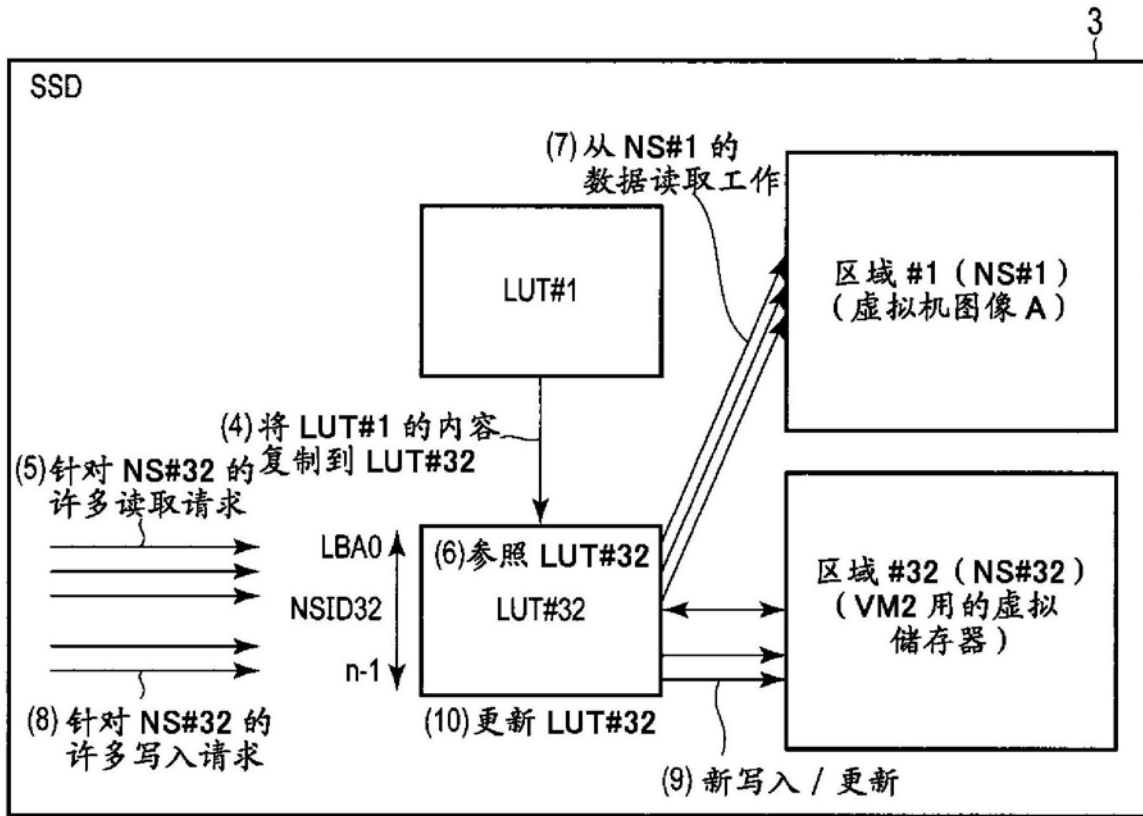 3
SSD
(7) 从 NS#1 的
数据读取工作
LUT#1
区域 #1 (NS#1)
(虚拟机图像 A)
(4) 将 LUT#1 的内容
复制到 LUT#32
(5) 针对 NS#32 的
许多读取请求
LBA0
NSID32
n-1
(6) 参照 LUT#32
LUT#32
区域 #32 (NS#32)
(VM2 用的虚拟
储存器)
(8) 针对 NS#32 的
许多写入请求
(10) 更新 LUT#32
(9) 新写入 / 更新